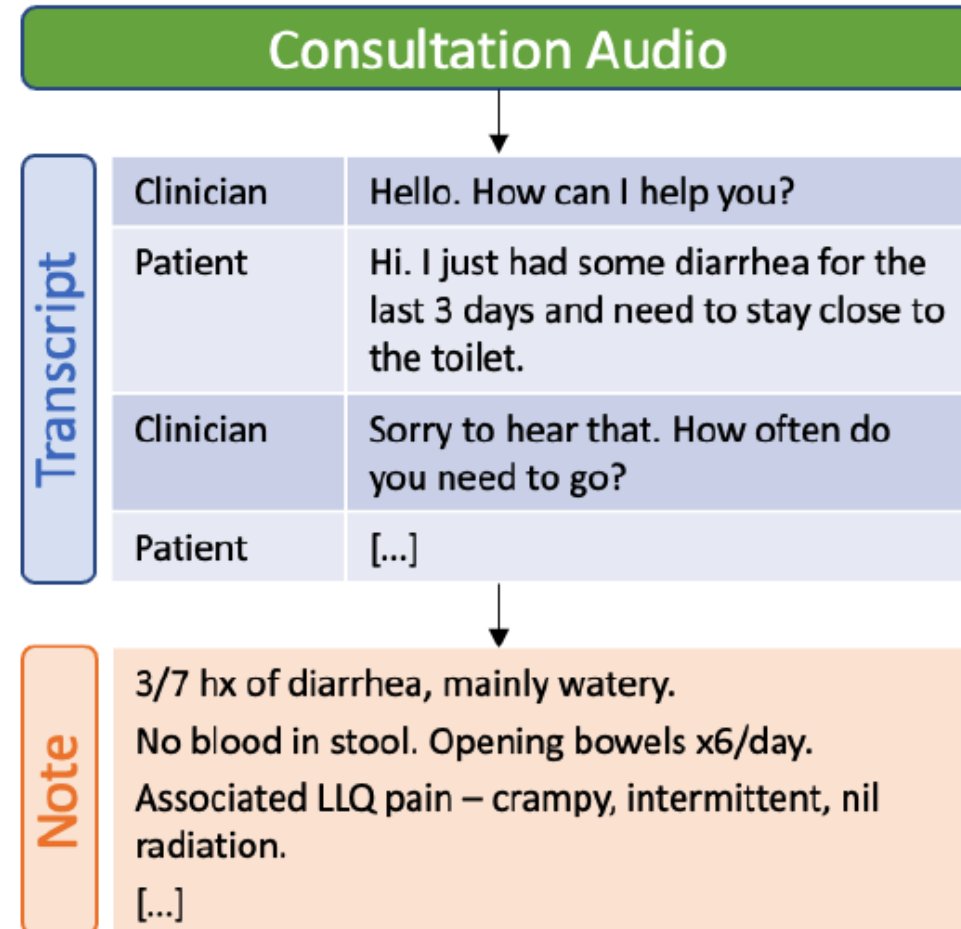 Consultation Audio
Transcript
Clinician
Hello. How can I help you?
Patient
Hi. I just had some diarrhea for the
last 3 days and need to stay close to
the toilet.
Clinician
Sorry to hear that. How often do
you need to go?
Patient
[...]
Note
3/7 hx of diarrhea, mainly watery.
No blood in stool. Opening bowels x6/day.
Associated LLQ pain – crampy, intermittent, nil
radiation.
[...]